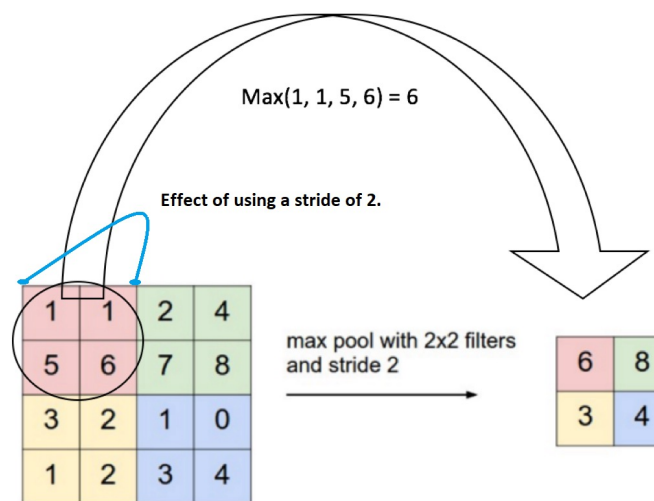 Max(1, 1, 5, 6) = 6
Effect of using a stride of 2.
1 1 2 4
5 6 7 8
3 2 1 0
1 2 3 4
max pool with 2x2 filters
and stride 2
6 8
3 4